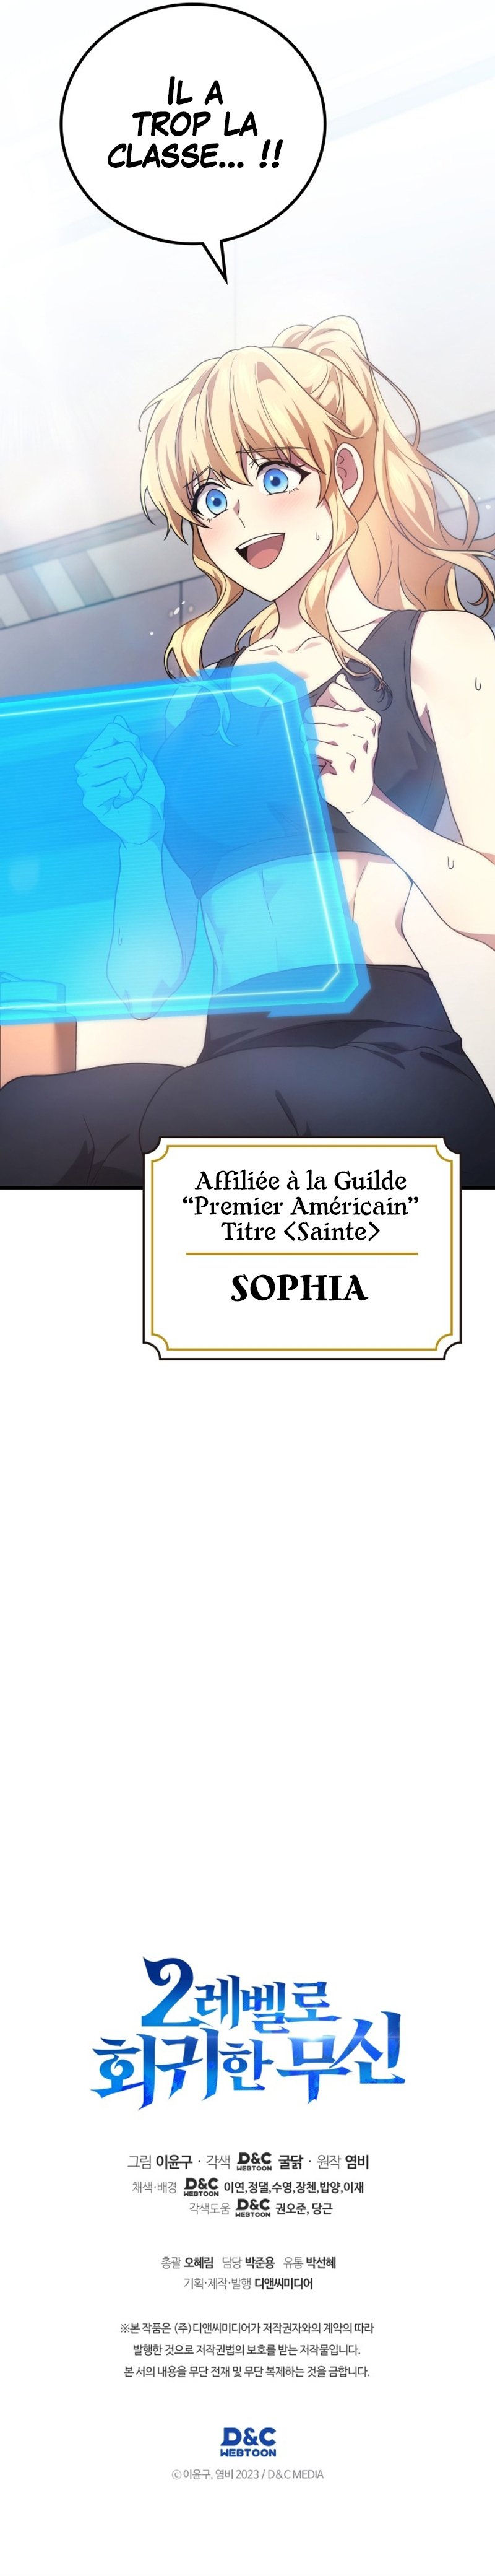 IL A
TROP LA
CLASSE... !!
Affiliée à la Guilde
“Premier Américain”
Titre <Sainte>
SOPHIA
2레벨로
회귀한 무신
그림 이윤구 · 각색 D&C WEBTOON 굴닭 · 원작 염비
채색·배경 D&C WEBTOON 이연,정댈,수영,장첸,밥양,이재
각색도움 D&C WEBTOON 권오준, 당근
총괄 오혜림 담당 박준용 유통 박선혜
기획·제작·발행 디앤씨미디어
※본 작품은 (주)디앤씨미디어가 저작권자와의 계약의 따라
발행한 것으로 저작권법의 보호를 받는 저작물입니다.
본 서의 내용을 무단 전재 및 무단 복제하는 것을 금합니다.
D&C
WEBTOON
ⓒ 이윤구, 염비 2023 / D&C MEDIA